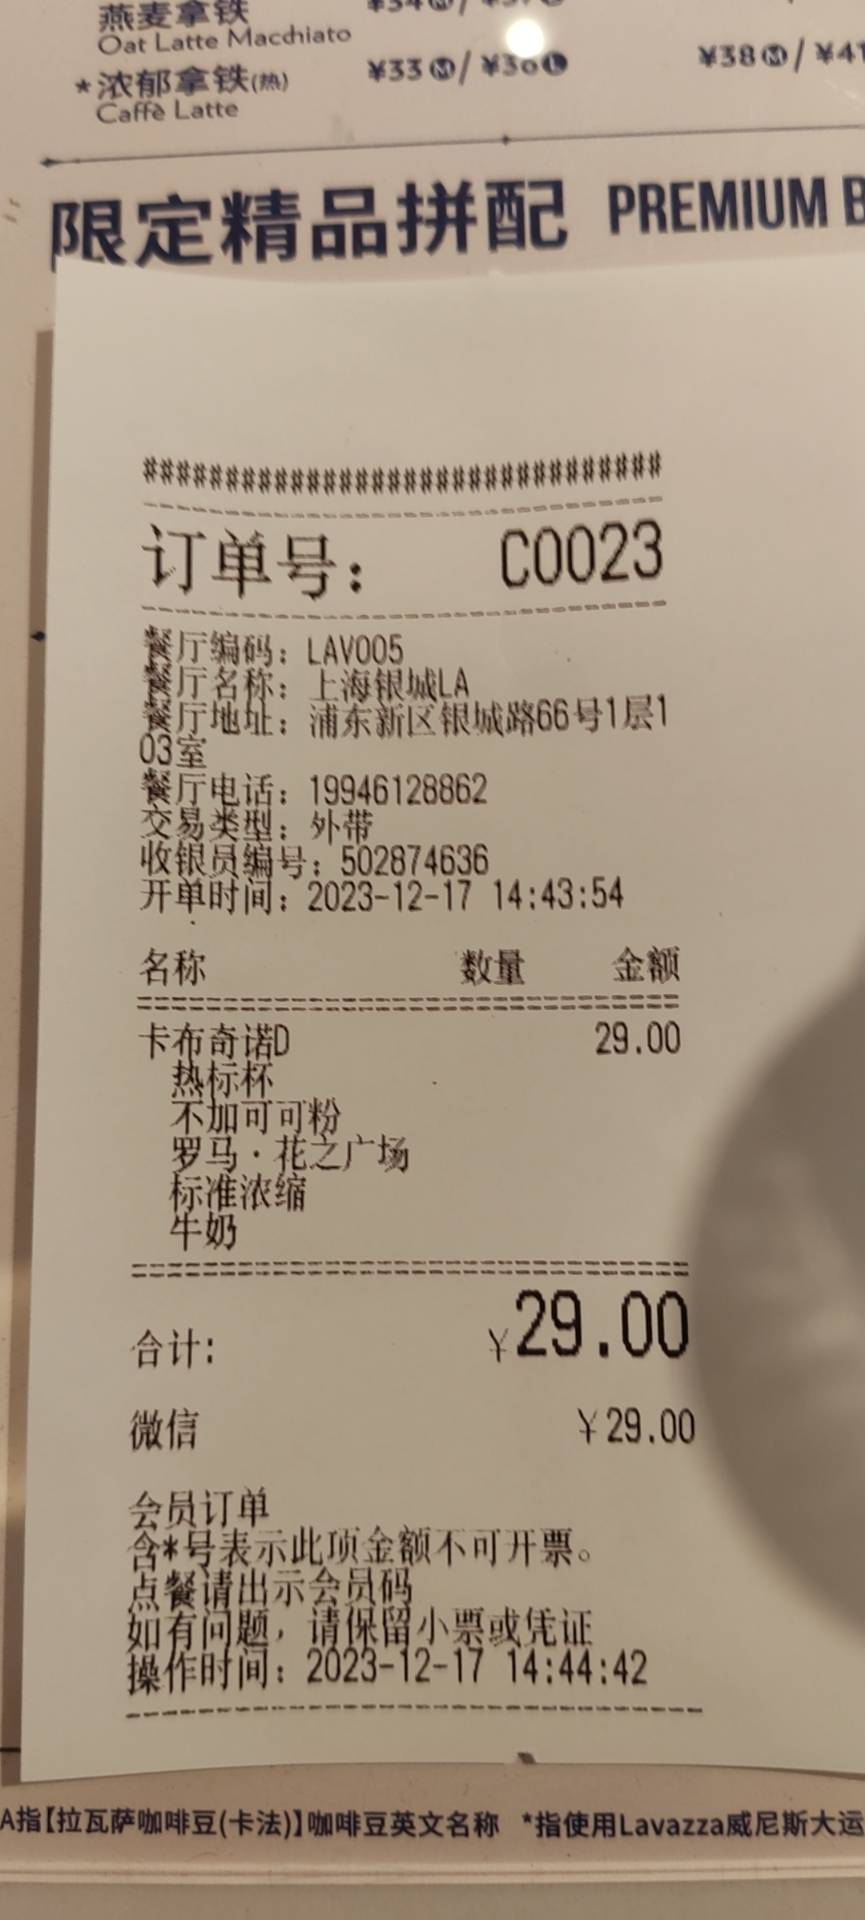 燕麦拿铁
Oat Latte Macchiato
*浓郁拿铁(热) ¥33 M / ¥36 L ¥38 M / ¥41
Caffè Latte
限定精品拼配 PREMIUM B
################################
订单号： C0023
餐厅编码：LAV005
餐厅名称：上海银城LA
餐厅地址：浦东新区银城路66号1层1
03室
餐厅电话：19946128862
交易类型：外带
收银员编号：502874636
开单时间：2023-12-17 14:43:54
名称 数量 金额
卡布奇诺D 29.00
热标杯
不加可可粉
罗马·花之广场
标准浓缩
牛奶
合计: ¥29.00
微信 ¥29.00
会员订单
含*号表示此项金额不可开票。
点餐请出示会员码
如有问题，请保留小票或凭证
操作时间：2023-12-17 14:44:42
A指【拉瓦萨咖啡豆(卡法)】咖啡豆英文名称 *指使用Lavazza威尼斯大运